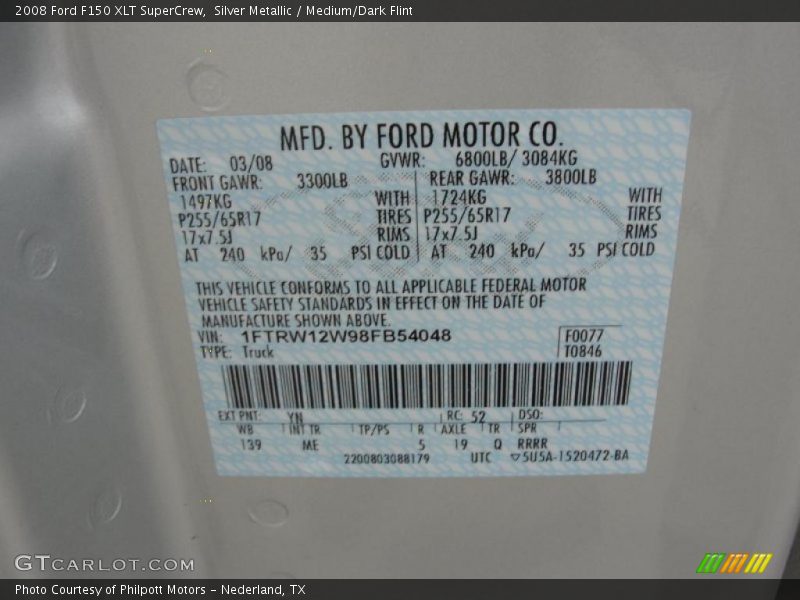 2008 Ford F150 XLT SuperCrew,  Silver Metallic / Medium/Dark Flint
MFD. BY FORD MOTOR CO.
DATE: 03/08 GVWR: 6800LB/ 3084KG
FRONT GAWR: 3300LB REAR GAWR: 3800LB
1497KG WITH 1724KG WITH
P255/65R17 TIRES P255/65R17 TIRES
17x7.5J RIMS 17x7.5J RIMS
AT 240 kPa/ 35 PSI COLD AT 240 kPa/ 35 PSI COLD
THIS VEHICLE CONFORMS TO ALL APPLICABLE FEDERAL MOTOR
VEHICLE SAFETY STANDARDS IN EFFECT ON THE DATE OF
MANUFACTURE SHOWN ABOVE.
VIN: 1FTRW12W98FB54048 F0077
TYPE: Truck T0846
EXT PNT: YN RC: 52 DSO:
WB INT TR TP/PS R AXLE TR SPR
139 ME 5 19 Q RRRR
2200803088179 UTC ▽5U5A-1520472-BA
GTCARLOT.COM
Photo Courtesy of Philpott Motors - Nederland, TX